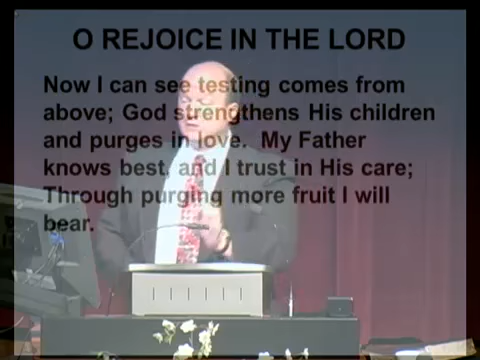 O REJOICE IN THE LORD
Now I can see testing comes from
above; God strengthens His children
and purges in love.  My Father
knows best, and I trust in His care;
Through purging more fruit I will
bear.